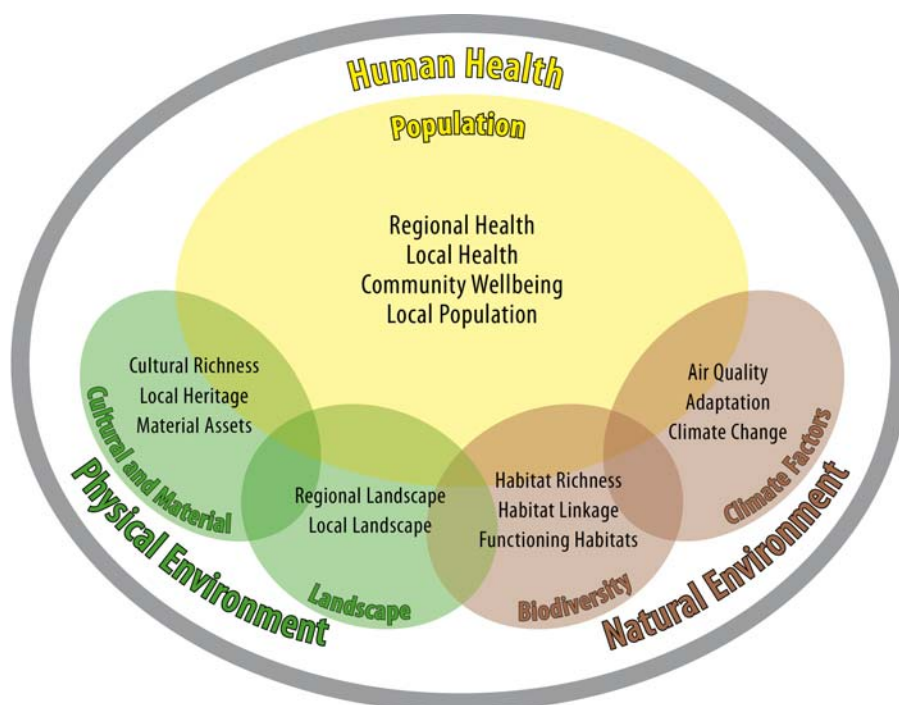 Human Health
Population
Regional Health
Local Health
Community Wellbeing
Local Population
Cultural Richness
Local Heritage
Material Assets
Cultural and Material
Physical Environment
Regional Landscape
Local Landscape
Landscape
Habitat Richness
Habitat Linkage
Functioning Habitats
Biodiversity
Air Quality
Adaptation
Climate Change
Climate Factors
Natural Environment